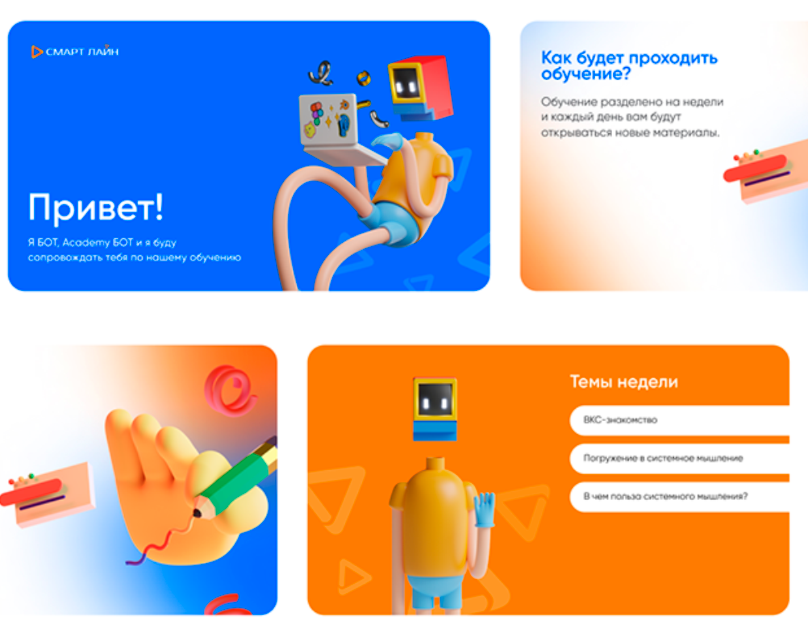 СМАРТ ЛАЙН
Привет!
Я БОТ, Academy БОТ и я буду
сопровождать тебя по нашему обучению
Как будет проходить
обучение?
Обучение разделено на недели
и каждый день вам будут
открываться новые материалы.
Темы недели
ВКС-знакомство
Погружение в системное мышление
В чем польза системного мышления?